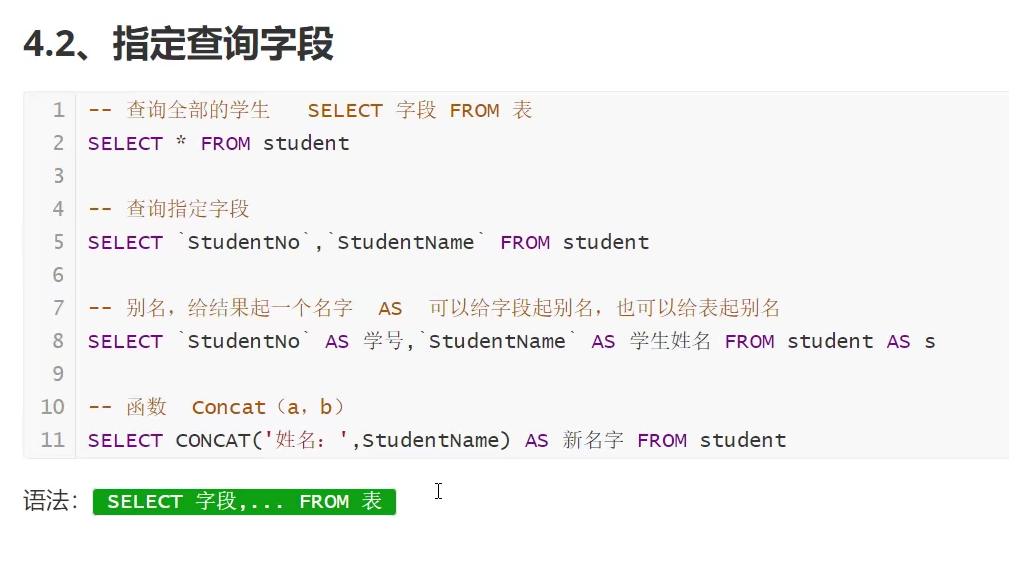 4.2、指定查询字段
1 -- 查询全部的学生 SELECT 字段 FROM 表
2 SELECT * FROM student
3
4 -- 查询指定字段
5 SELECT `StudentNo`,`StudentName` FROM student
6
7 -- 别名，给结果起一个名字 AS 可以给字段起别名，也可以给表起别名
8 SELECT `StudentNo` AS 学号,`StudentName` AS 学生姓名 FROM student AS s
9
10 -- 函数 Concat（a，b）
11 SELECT CONCAT('姓名：',StudentName) AS 新名字 FROM student
语法： SELECT 字段,... FROM 表